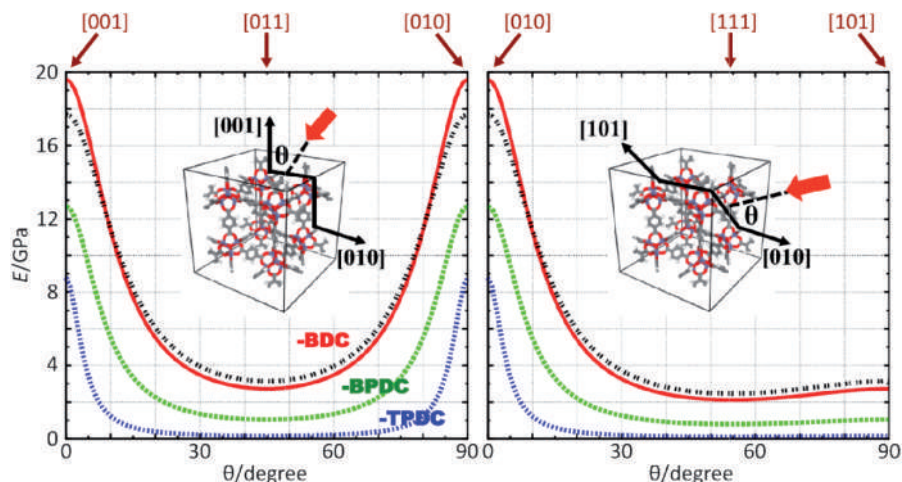 [001] [011] [010] [010] [111] [101]
20
16
12
8
4
0
E/GPa
[001]
θ
[010]
-BDC
-BPDC
-TPDC
[101]
θ
[010]
0 30 60 90 0 30 60 90
θ/degree θ/degree